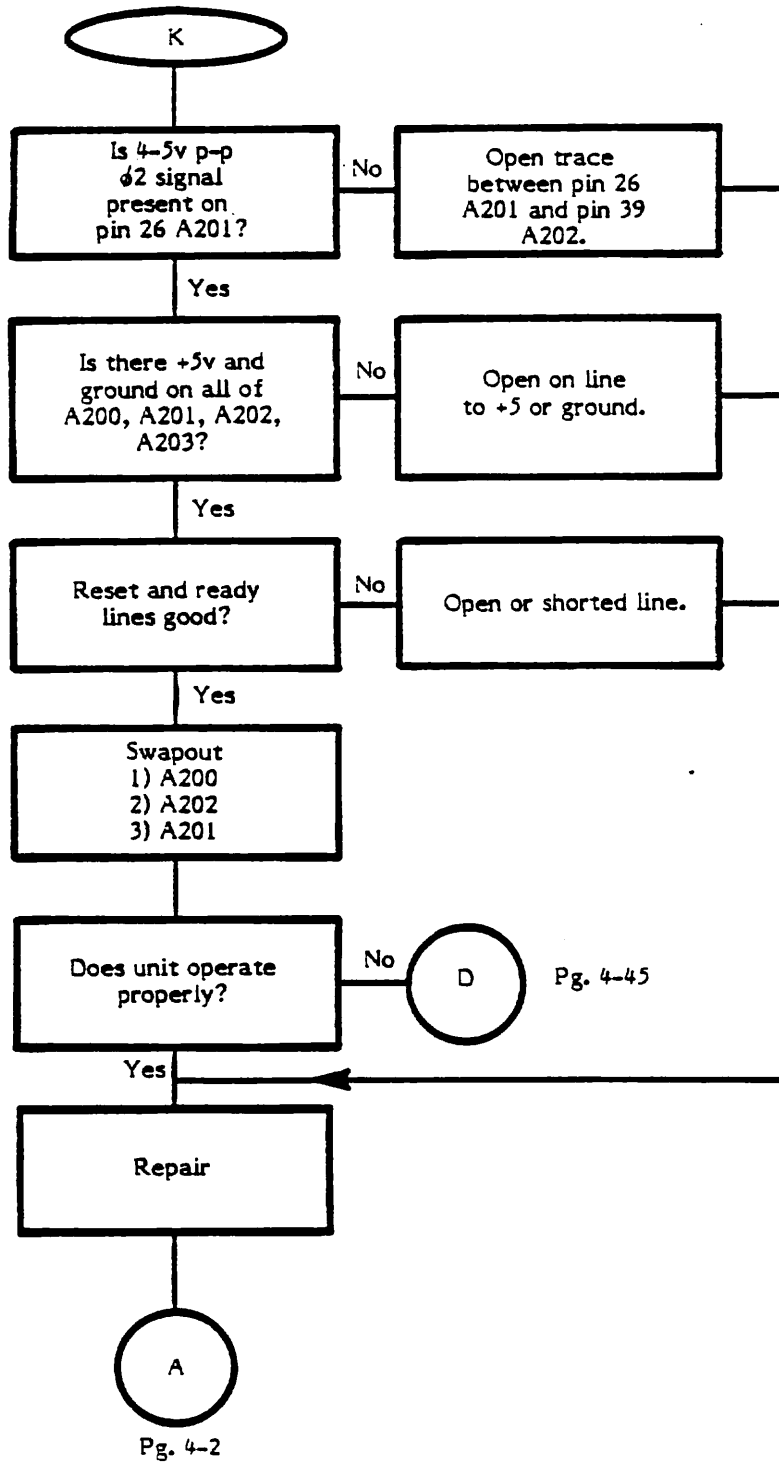 K
Is 4-5v p-p
ϕ2 signal
present on
pin 26 A201?
No
Open trace
between pin 26
A201 and pin 39
A202.
Yes
Is there +5v and
ground on all of
A200, A201, A202,
A203?
No
Open on line
to +5 or ground.
Yes
Reset and ready
lines good?
No
Open or shorted line.
Yes
Swapout
1) A200
2) A202
3) A201
Does unit operate
properly?
No
D
Pg. 4-45
Yes
Repair
A
Pg. 4-2